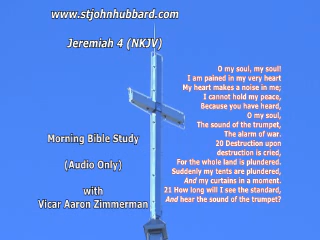 www.stjohnhubbard.com
Jeremiah 4 (NKJV)
O my soul, my soul!
I am pained in my very heart
My heart makes a noise in me;
I cannot hold my peace,
Because you have heard,
O my soul,
The sound of the trumpet,
The alarm of war.
20 Destruction upon
destruction is cried,
For the whole land is plundered.
Suddenly my tents are plundered,
And my curtains in a moment.
21 How long will I see the standard,
And hear the sound of the trumpet?
Morning Bible Study
(Audio Only)
with
Vicar Aaron Zimmerman